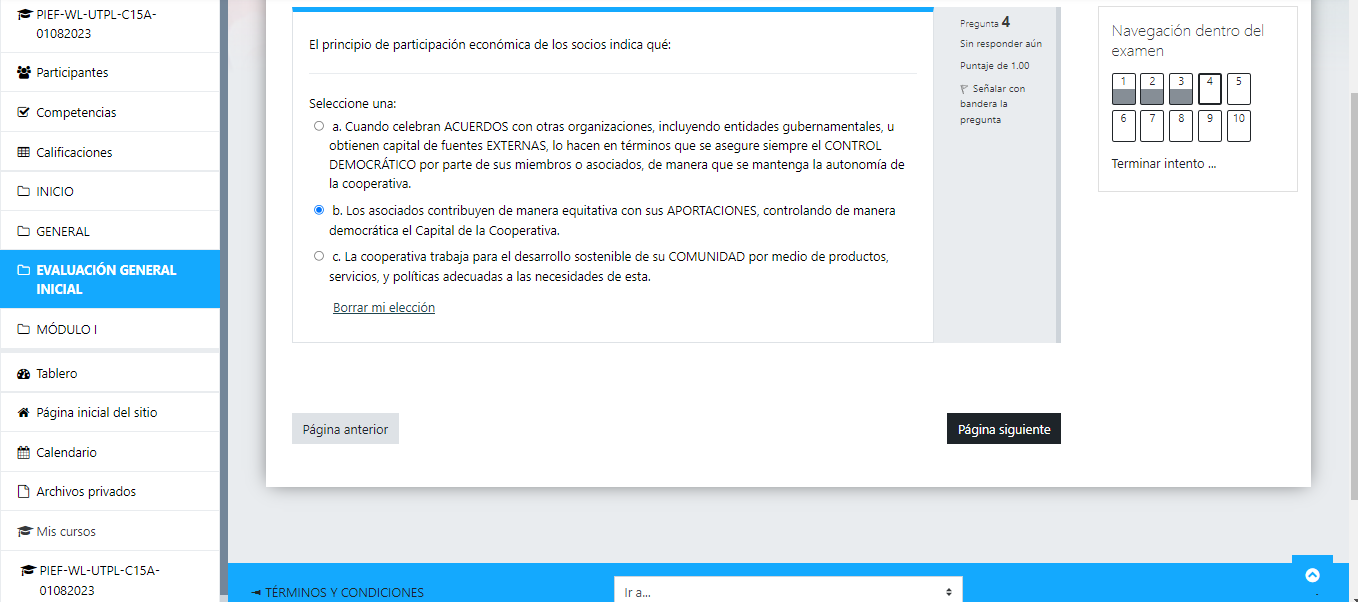 PIEF-WL-UTPL-C15A-
01082023
Participantes
Competencias
Calificaciones
INICIO
GENERAL
EVALUACIÓN GENERAL
INICIAL
MÓDULO I
Tablero
Página inicial del sitio
Calendario
Archivos privados
Mis cursos
PIEF-WL-UTPL-C15A-
01082023
El principio de participación económica de los socios indica qué:
Seleccione una:
a. Cuando celebran ACUERDOS con otras organizaciones, incluyendo entidades gubernamentales, u
obtienen capital de fuentes EXTERNAS, lo hacen en términos que se asegure siempre el CONTROL
DEMOCRÁTICO por parte de sus miembros o asociados, de manera que se mantenga la autonomía de
la cooperativa.
b. Los asociados contribuyen de manera equitativa con sus APORTACIONES, controlando de manera
democrática el Capital de la Cooperativa.
c. La cooperativa trabaja para el desarrollo sostenible de su COMUNIDAD por medio de productos,
servicios, y políticas adecuadas a las necesidades de esta.
Borrar mi elección
Pregunta 4
Sin responder aún
Puntaje de 1.00
Señalar con
bandera la
pregunta
Página anterior
Página siguiente
Navegación dentro del
examen
1 2 3 4 5
6 7 8 9 10
Terminar intento ...
◄ TÉRMINOS Y CONDICIONES
Ir a...